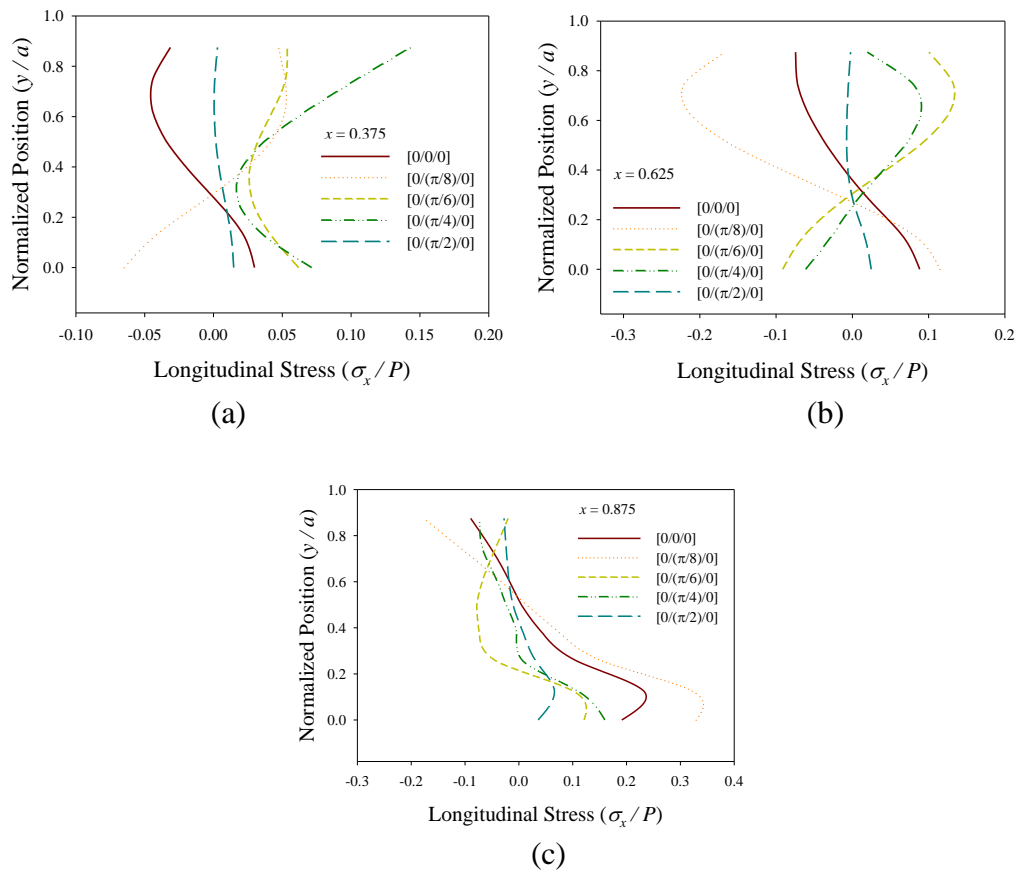 1.0
0.8
0.6
0.4
0.2
0.0
Normalized Position (y / a)
(a)
x = 0.375
[0/0/0]
[0/(π/8)/0]
[0/(π/6)/0]
[0/(π/4)/0]
[0/(π/2)/0]
-0.10 -0.05 0.00 0.05 0.10 0.15 0.20
Longitudinal Stress (σx / P)
(a)
1.0
0.8
0.6
0.4
0.2
0.0
Normalized Position (y / a)
(b)
x = 0.625
[0/0/0]
[0/(π/8)/0]
[0/(π/6)/0]
[0/(π/4)/0]
[0/(π/2)/0]
-0.3 -0.2 -0.1 0.0 0.1 0.2
Longitudinal Stress (σx / P)
(b)
1.0
0.8
0.6
0.4
0.2
0.0
Normalized Position (y / a)
x = 0.875
[0/0/0]
[0/(π/8)/0]
[0/(π/6)/0]
[0/(π/4)/0]
[0/(π/2)/0]
-0.3 -0.2 -0.1 0.0 0.1 0.2 0.3 0.4
Longitudinal Stress (σx / P)
(c)